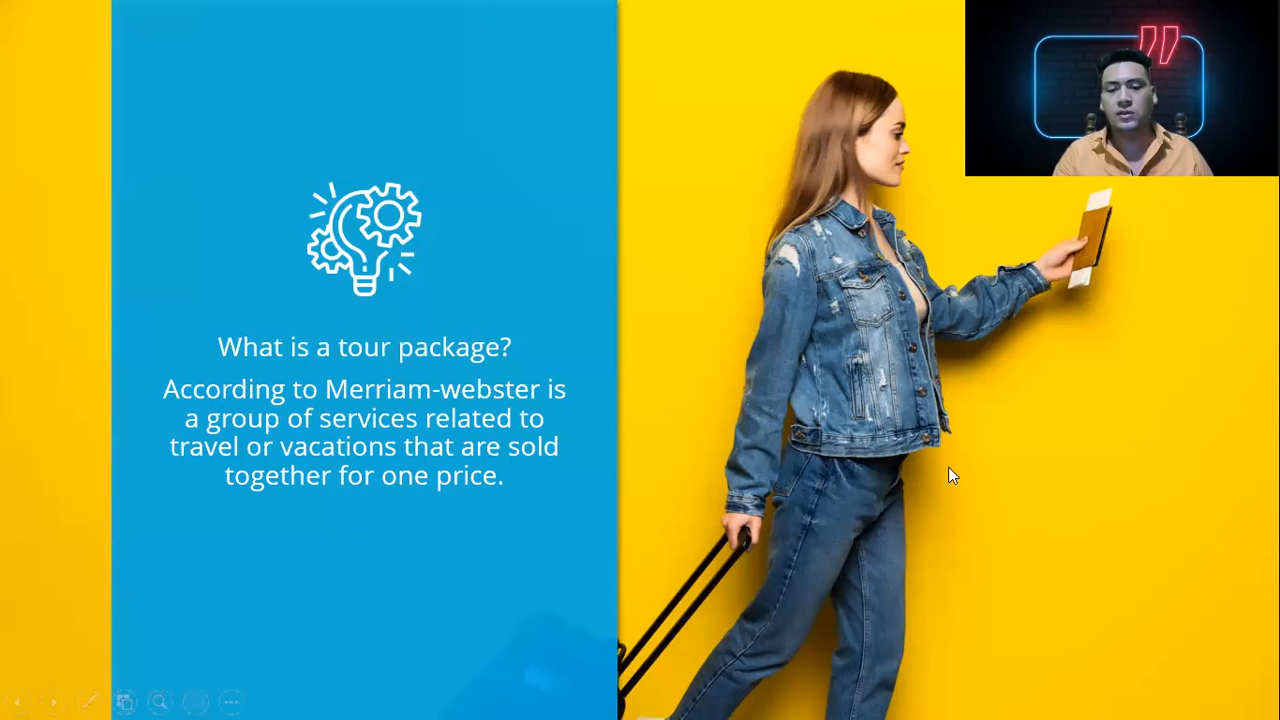 What is a tour package?
According to Merriam-webster is
a group of services related to
travel or vacations that are sold
together for one price.